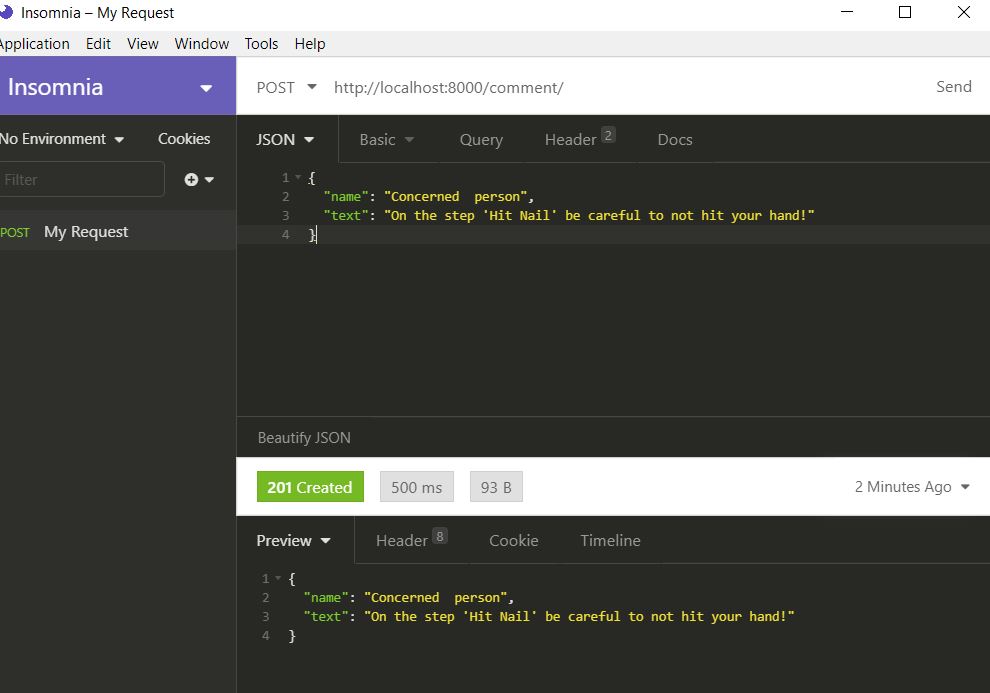 Insomnia – My Request
Application Edit View Window Tools Help
Insomnia
POST http://localhost:8000/comment/ Send
No Environment Cookies
JSON Basic Query Header 2 Docs
Filter
POST My Request
1 {
2 "name": "Concerned  person",
3 "text": "On the step 'Hit Nail' be careful to not hit your hand!"
4 }
Beautify JSON
201 Created 500 ms 93 B 2 Minutes Ago
Preview Header 8 Cookie Timeline
1 {
2 "name": "Concerned  person",
3 "text": "On the step 'Hit Nail' be careful to not hit your hand!"
4 }